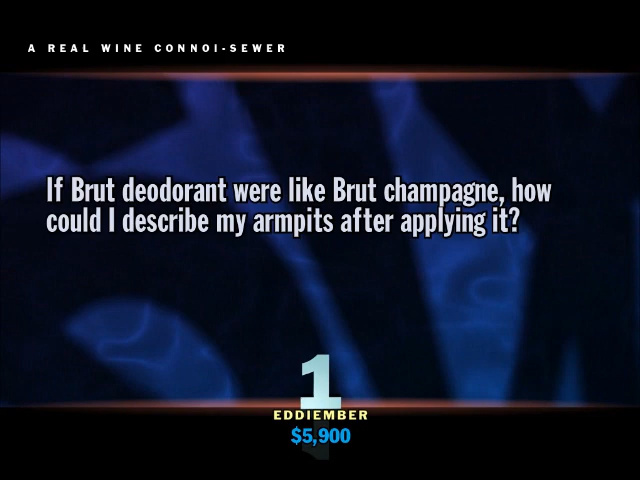 A REAL WINE CONNOI-SEWER
If Brut deodorant were like Brut champagne, how
could I describe my armpits after applying it?
1
EDDIEMBER
$5,900